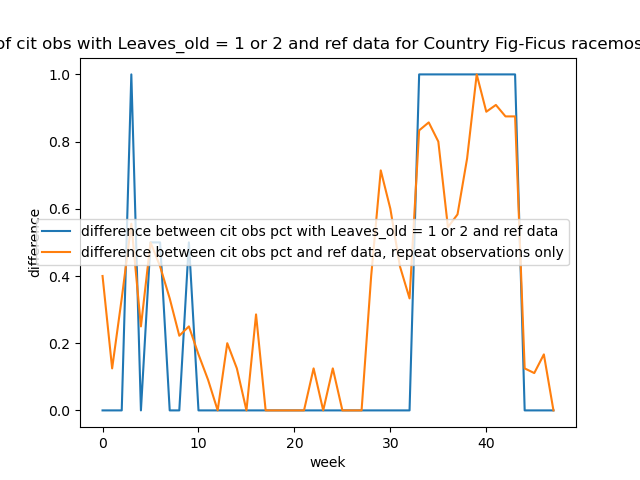 of cit obs with Leaves_old = 1 or 2 and ref data for Country Fig-Ficus racemos
1.0
0.8
0.6
0.4
0.2
0.0
difference
difference between cit obs pct with Leaves_old = 1 or 2 and ref data
difference between cit obs pct and ref data, repeat observations only
0 10 20 30 40
week